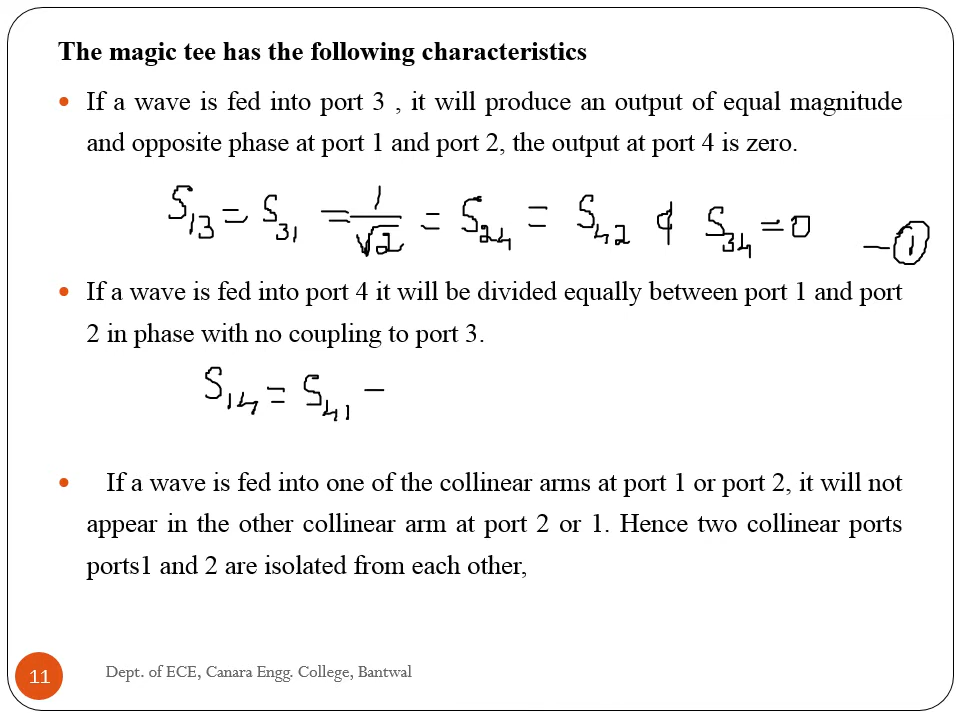 The magic tee has the following characteristics
• If a wave is fed into port 3 , it will produce an output of equal magnitude
and opposite phase at port 1 and port 2, the output at port 4 is zero.
S₁₃ = S₃₁ = 1/√2 = S₂₄ = S₄₂ & S₃₄ = 0 —①
• If a wave is fed into port 4 it will be divided equally between port 1 and port
2 in phase with no coupling to port 3.
S₁₄ = S₄₁ –
• If a wave is fed into one of the collinear arms at port 1 or port 2, it will not
appear in the other collinear arm at port 2 or 1. Hence two collinear ports
ports1 and 2 are isolated from each other,
11 Dept. of ECE, Canara Engg. College, Bantwal